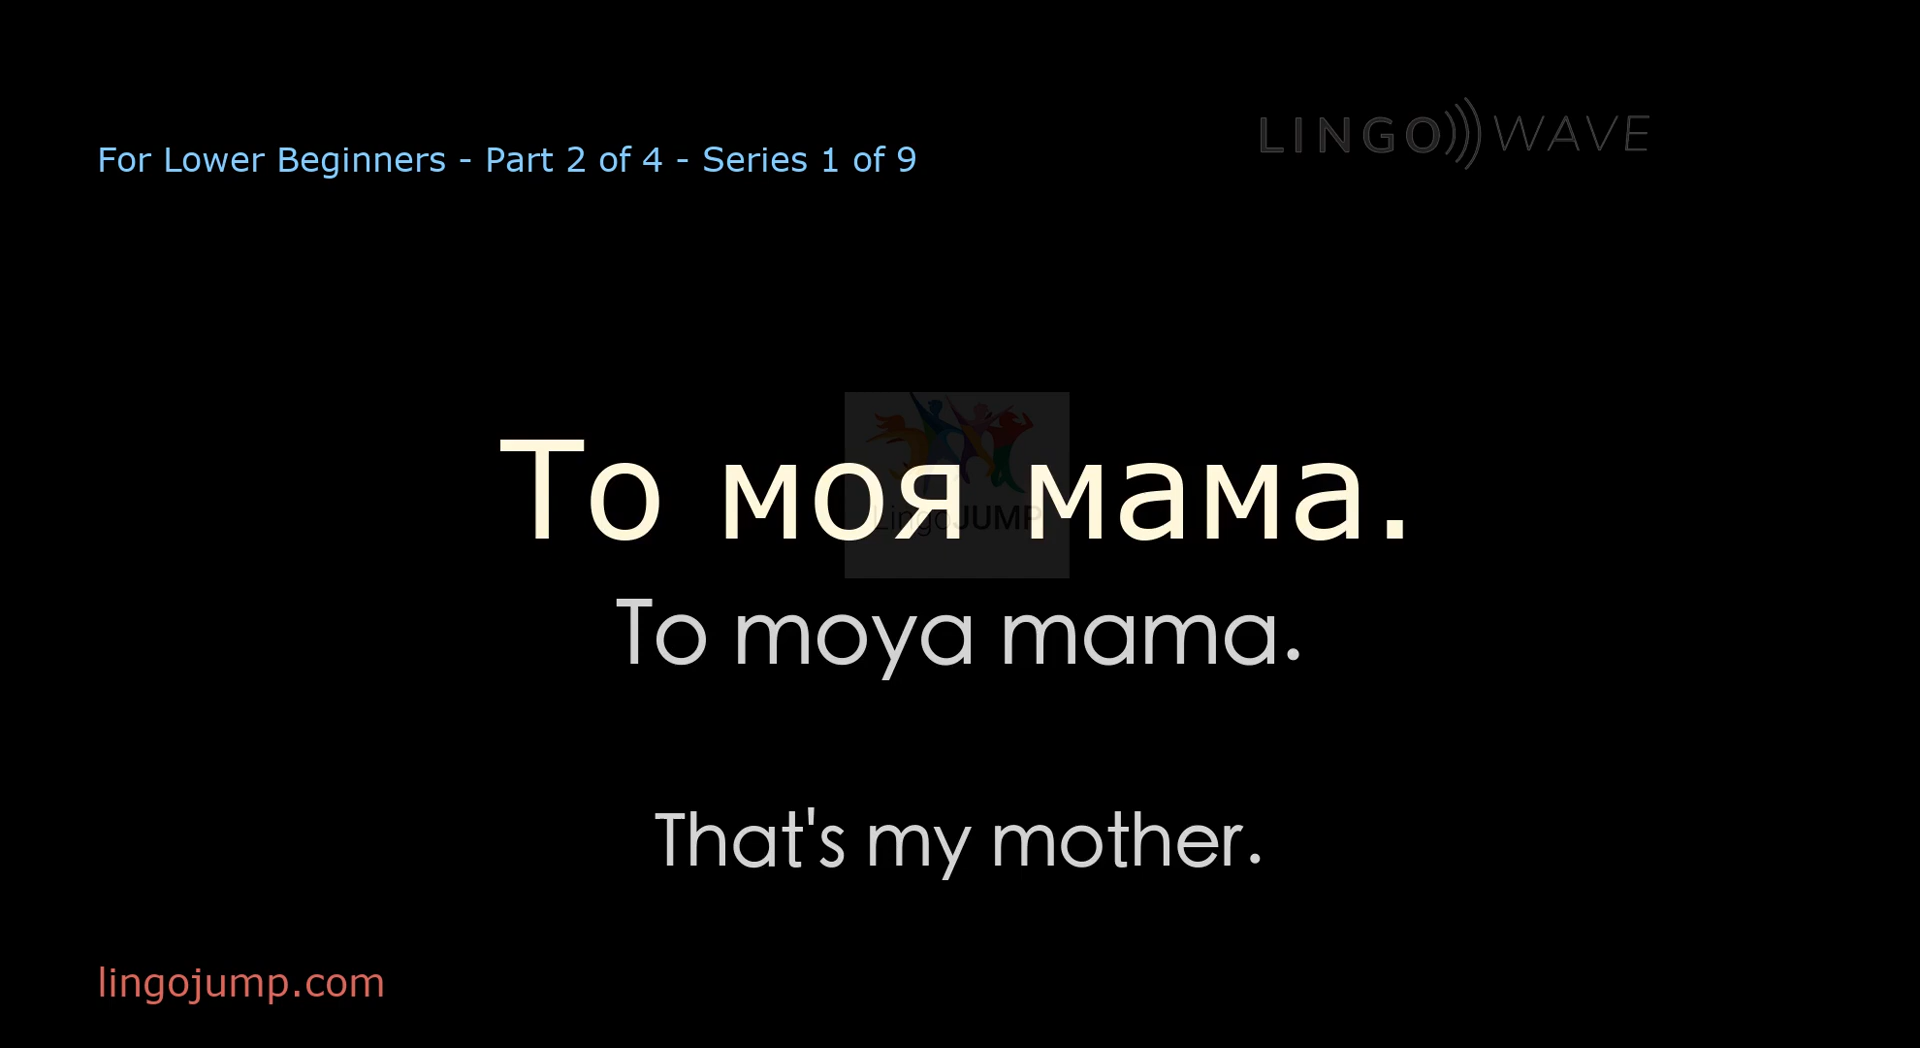 LINGO WAVE
For Lower Beginners - Part 2 of 4 - Series 1 of 9
То моя мама.
LingoJUMP
To moya mama.
That's my mother.
lingojump.com